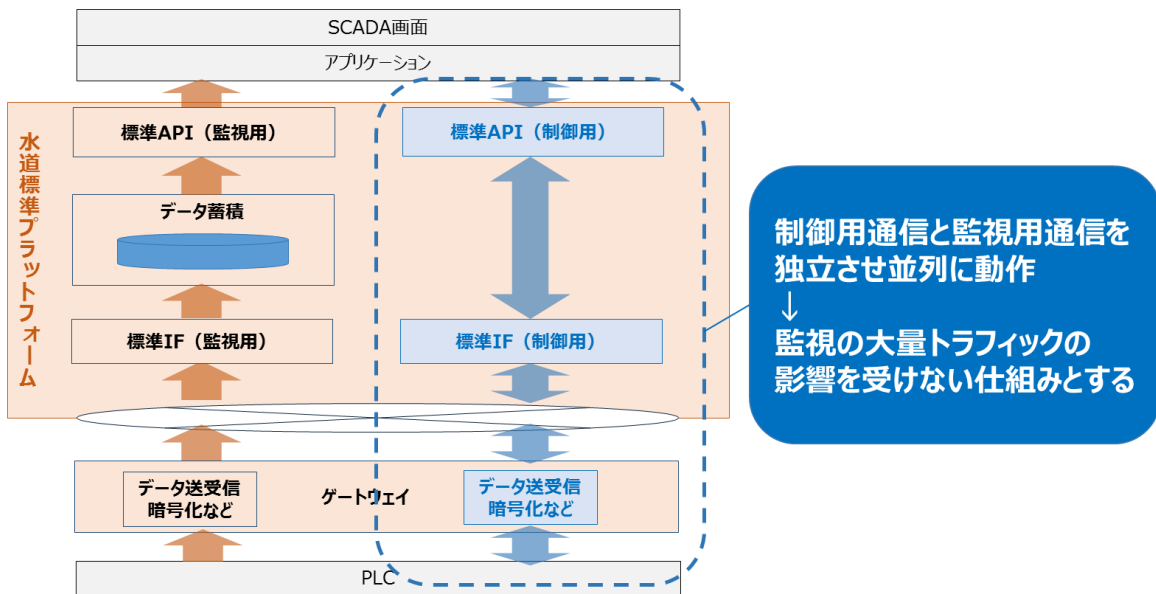 SCADA画面
アプリケーション
水道標準プラットフォーム
標準API（監視用）
標準API（制御用）
データ蓄積
標準IF（監視用）
標準IF（制御用）
制御用通信と監視用通信を
独立させ並列に動作
↓
監視の大量トラフィックの
影響を受けない仕組みとする
データ送受信
暗号化など
ゲートウェイ
データ送受信
暗号化など
PLC